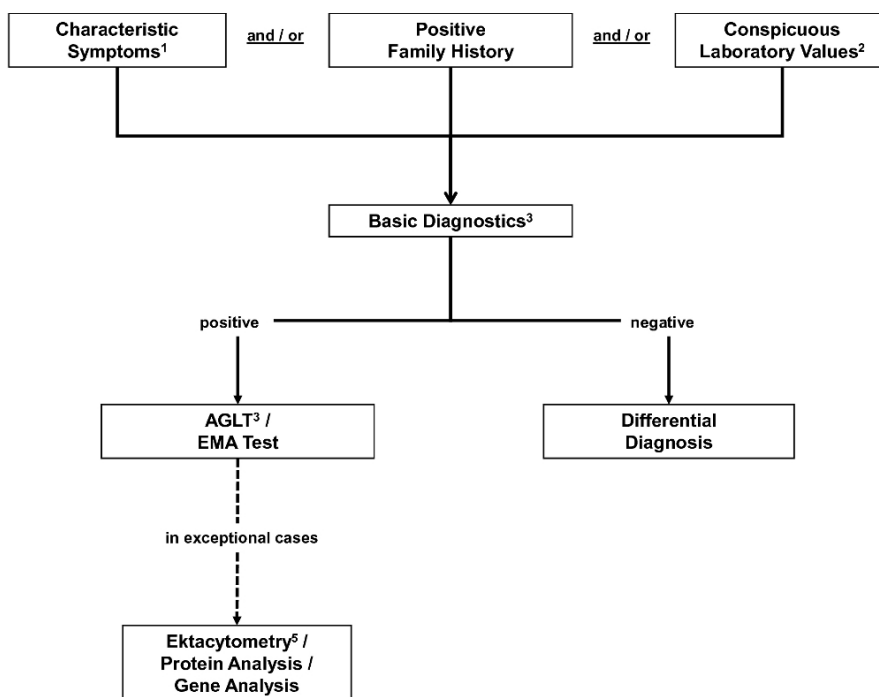 Characteristic
Symptoms¹
and / or
Positive
Family History
and / or
Conspicuous
Laboratory Values²
Basic Diagnostics³
positive
negative
AGLT³ /
EMA Test
Differential
Diagnosis
in exceptional cases
Ektacytometry⁵ /
Protein Analysis /
Gene Analysis